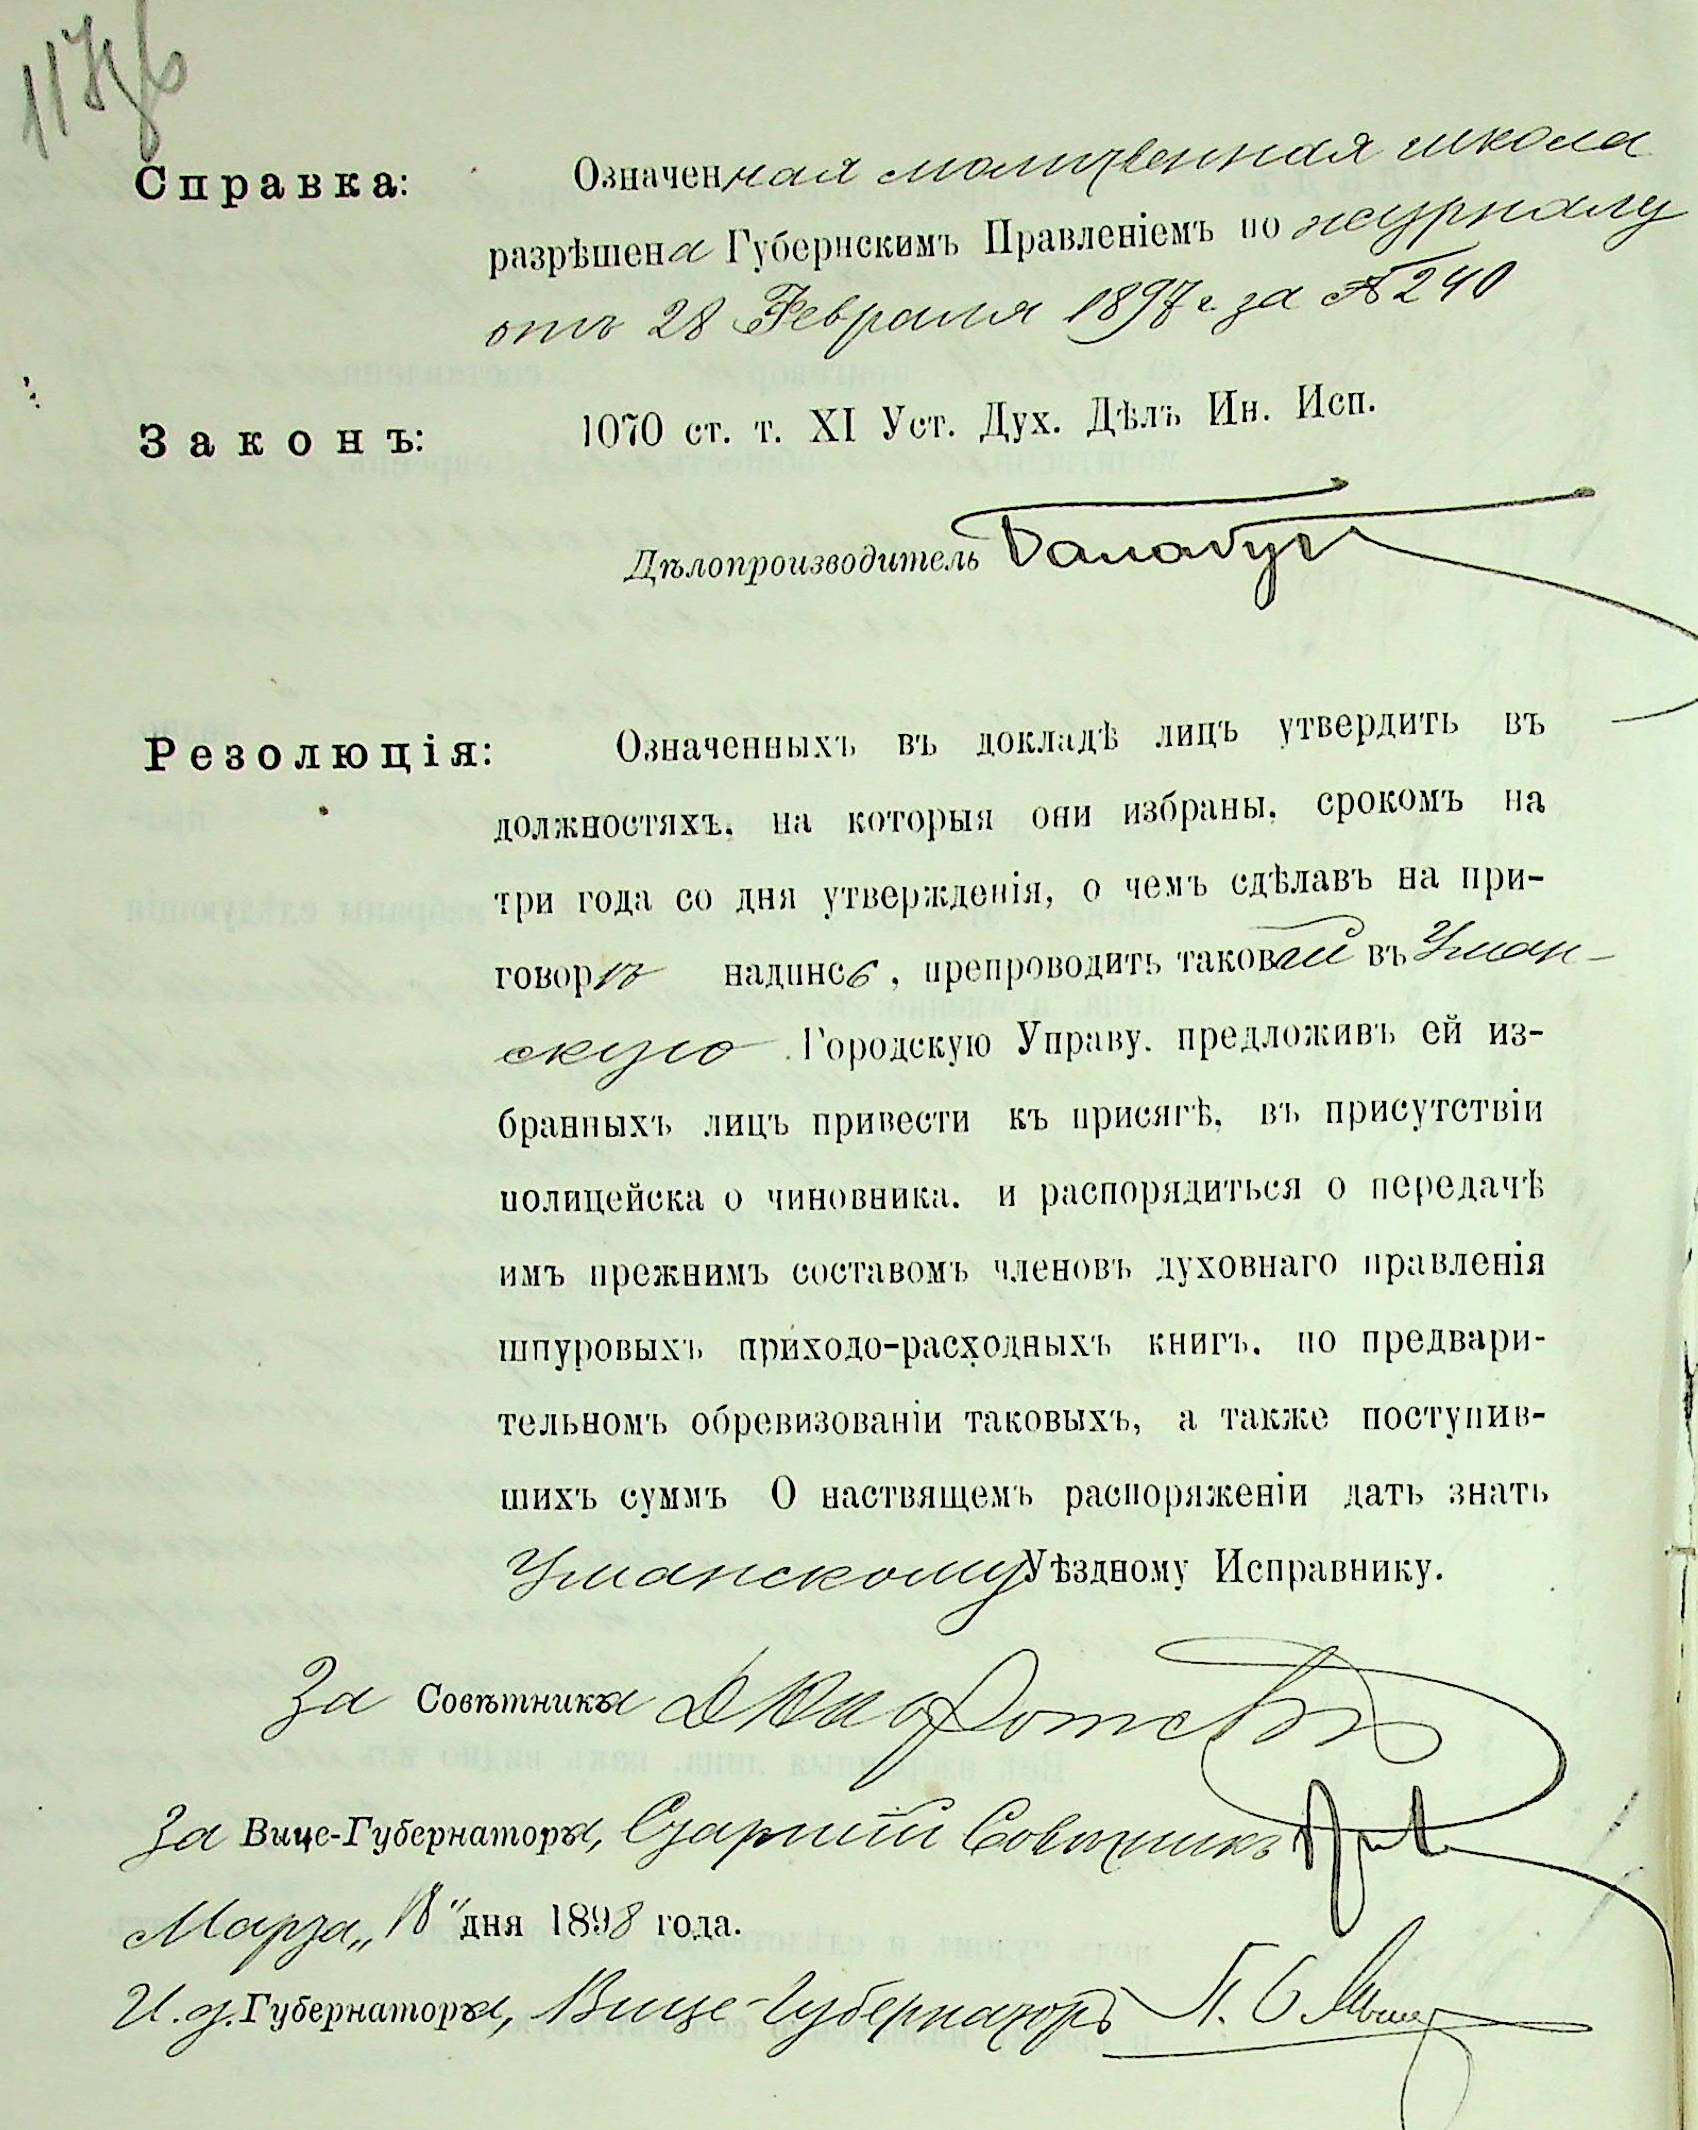 117 об
Справка:
Означенная молитвенная школа
разрѣшена Губернскимъ Правленіемъ по журналу
отъ 28 Февраля 1897 г. за № 240
Законъ:
1070 ст. т. XI Уст. Дух. Дѣлъ Ин. Исп.
Дѣлопроизводитель
Резолюція:
Означенныхъ въ докладѣ лицъ утвердить въ
должностяхъ, на которыя они избраны, срокомъ на
три года со дня утвержденія, о чемъ сдѣлавъ на при-
говорѣ надпись, препроводить таковой въ Уман-
скую Городскую Управу, предложивъ ей из-
бранныхъ лицъ привести къ присягѣ, въ присутствіи
полицейска о чиновника, и распорядиться о передачѣ
имъ прежнимъ составомъ членовъ духовнаго правленія
шнуровыхъ приходо-расходныхъ книгъ, по предвари-
тельномъ обревизованіи таковыхъ, а также поступив-
шихъ суммъ О наствящемъ распоряженіи дать знать
Уманскому Уѣздному Исправнику.
За Совѣтника
За Вице-Губернатора, Старшій Совѣтникъ
Марта „18" дня 1898 года.
И. д. Губернатора, Вице-Губернаторъ